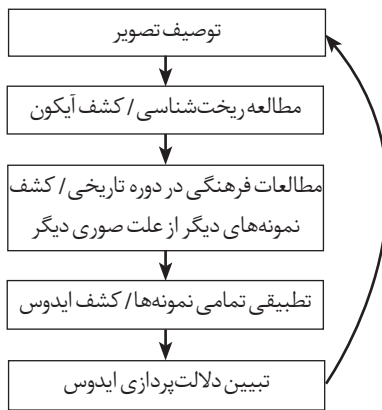 توصیف تصویر
مطالعه ریخت‌شناسی/ کشف آیکون
مطالعات فرهنگی در دوره تاریخی/ کشف
نمونه‌های دیگر از علت صوری دیگر
تطبیقی تمامی نمونه‌ها/ کشف ایدوس
تبیین دلالت‌پردازی ایدوس